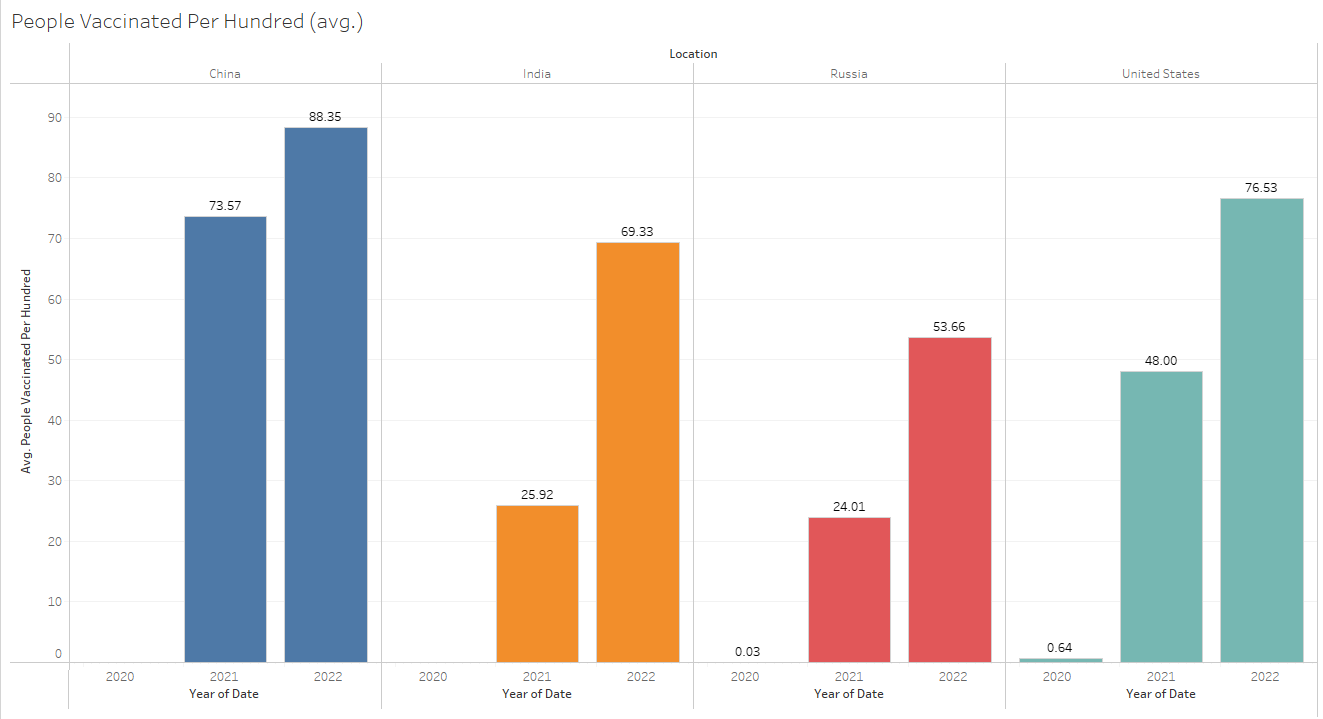 People Vaccinated Per Hundred (avg.)
Location
China India Russia United States
Avg. People Vaccinated Per Hundred
90
80
70
60
50
40
30
20
10
0
73.57 88.35
25.92 69.33
0.03 24.01 53.66
0.64 48.00 76.53
2020 2021 2022 2020 2021 2022 2020 2021 2022 2020 2021 2022
Year of Date Year of Date Year of Date Year of Date